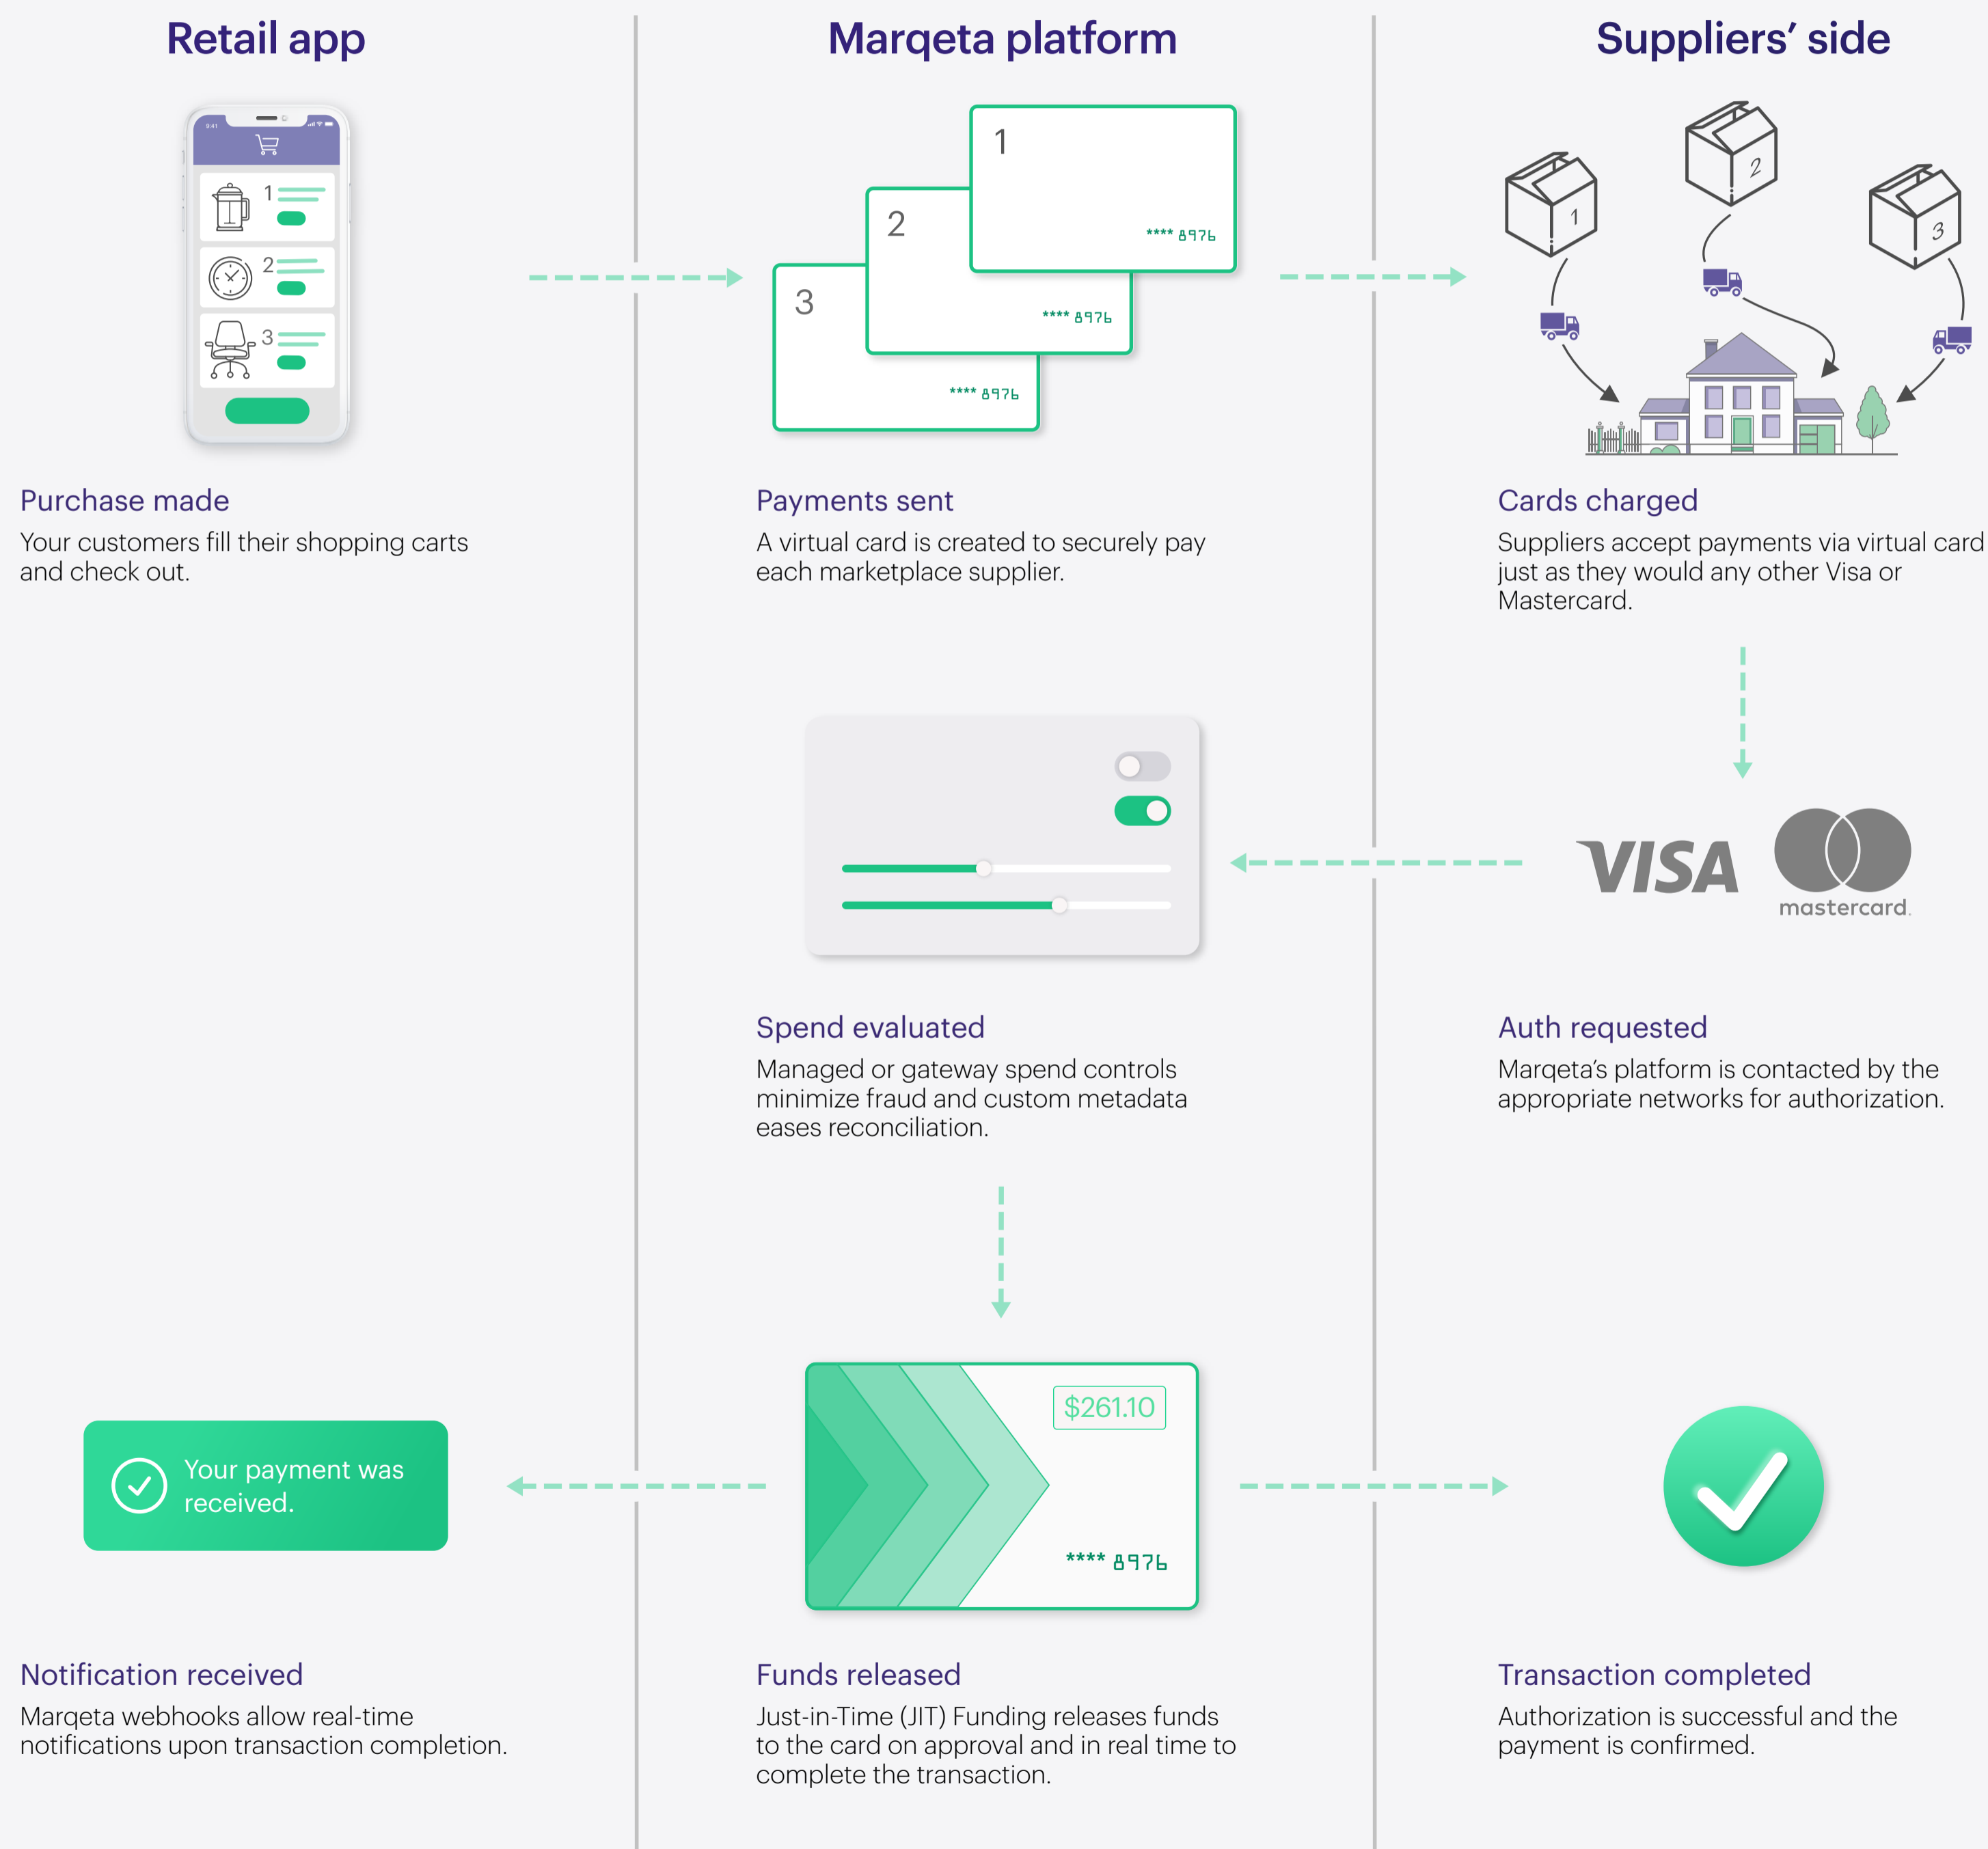 Retail app
Marqeta platform
Suppliers’ side
9:41
1
2
3
1
**** 8976
2
**** 8976
3
**** 8976
1
2
3
Purchase made
Your customers fill their shopping carts
and check out.
Payments sent
A virtual card is created to securely pay
each marketplace supplier.
Cards charged
Suppliers accept payments via virtual card
just as they would any other Visa or
Mastercard.
VISA
mastercard.
Spend evaluated
Managed or gateway spend controls
minimize fraud and custom metadata
eases reconciliation.
Auth requested
Marqeta’s platform is contacted by the
appropriate networks for authorization.
Your payment was
received.
$261.10
**** 8976
Notification received
Marqeta webhooks allow real-time
notifications upon transaction completion.
Funds released
Just-in-Time (JIT) Funding releases funds
to the card on approval and in real time to
complete the transaction.
Transaction completed
Authorization is successful and the
payment is confirmed.